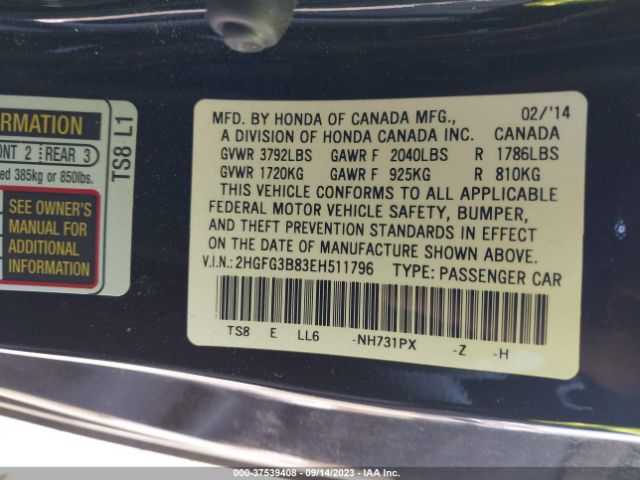 RMATION
ONT 2 REAR 3
ed 385kg or 850lbs.
SEE OWNER'S
MANUAL FOR
ADDITIONAL
INFORMATION
TS8 L1
MFD. BY HONDA OF CANADA MFG., 02/'14
A DIVISION OF HONDA CANADA INC. CANADA
GVWR 3792LBS GAWR F 2040LBS R 1786LBS
GVWR 1720KG GAWR F 925KG R 810KG
THIS VEHICLE CONFORMS TO ALL APPLICABLE
FEDERAL MOTOR VEHICLE SAFETY, BUMPER,
AND THEFT PREVENTION STANDARDS IN EFFECT
ON THE DATE OF MANUFACTURE SHOWN ABOVE.
V.I.N.: 2HGFG3B83EH511796 TYPE: PASSENGER CAR
TS8 E LL6 -NH731PX -Z -H
000-37539408 - 09/14/2023 - IAA Inc.